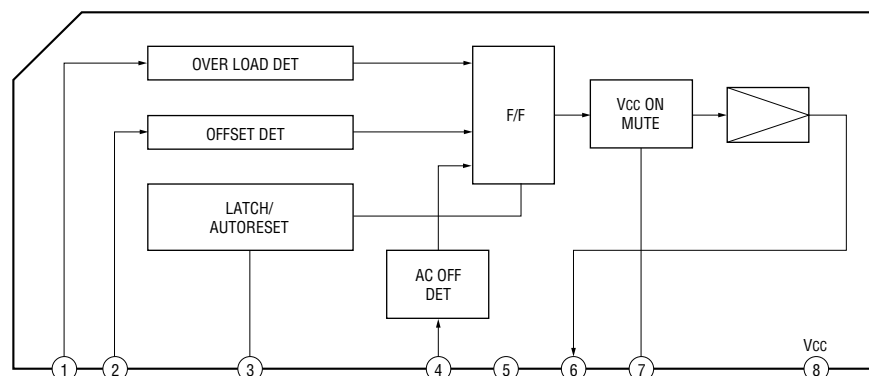 OVER LOAD DET
OFFSET DET
LATCH/
AUTORESET
F/F
VCC ON
MUTE
AC OFF
DET
VCC
1 2 3 4 5 6 7 8